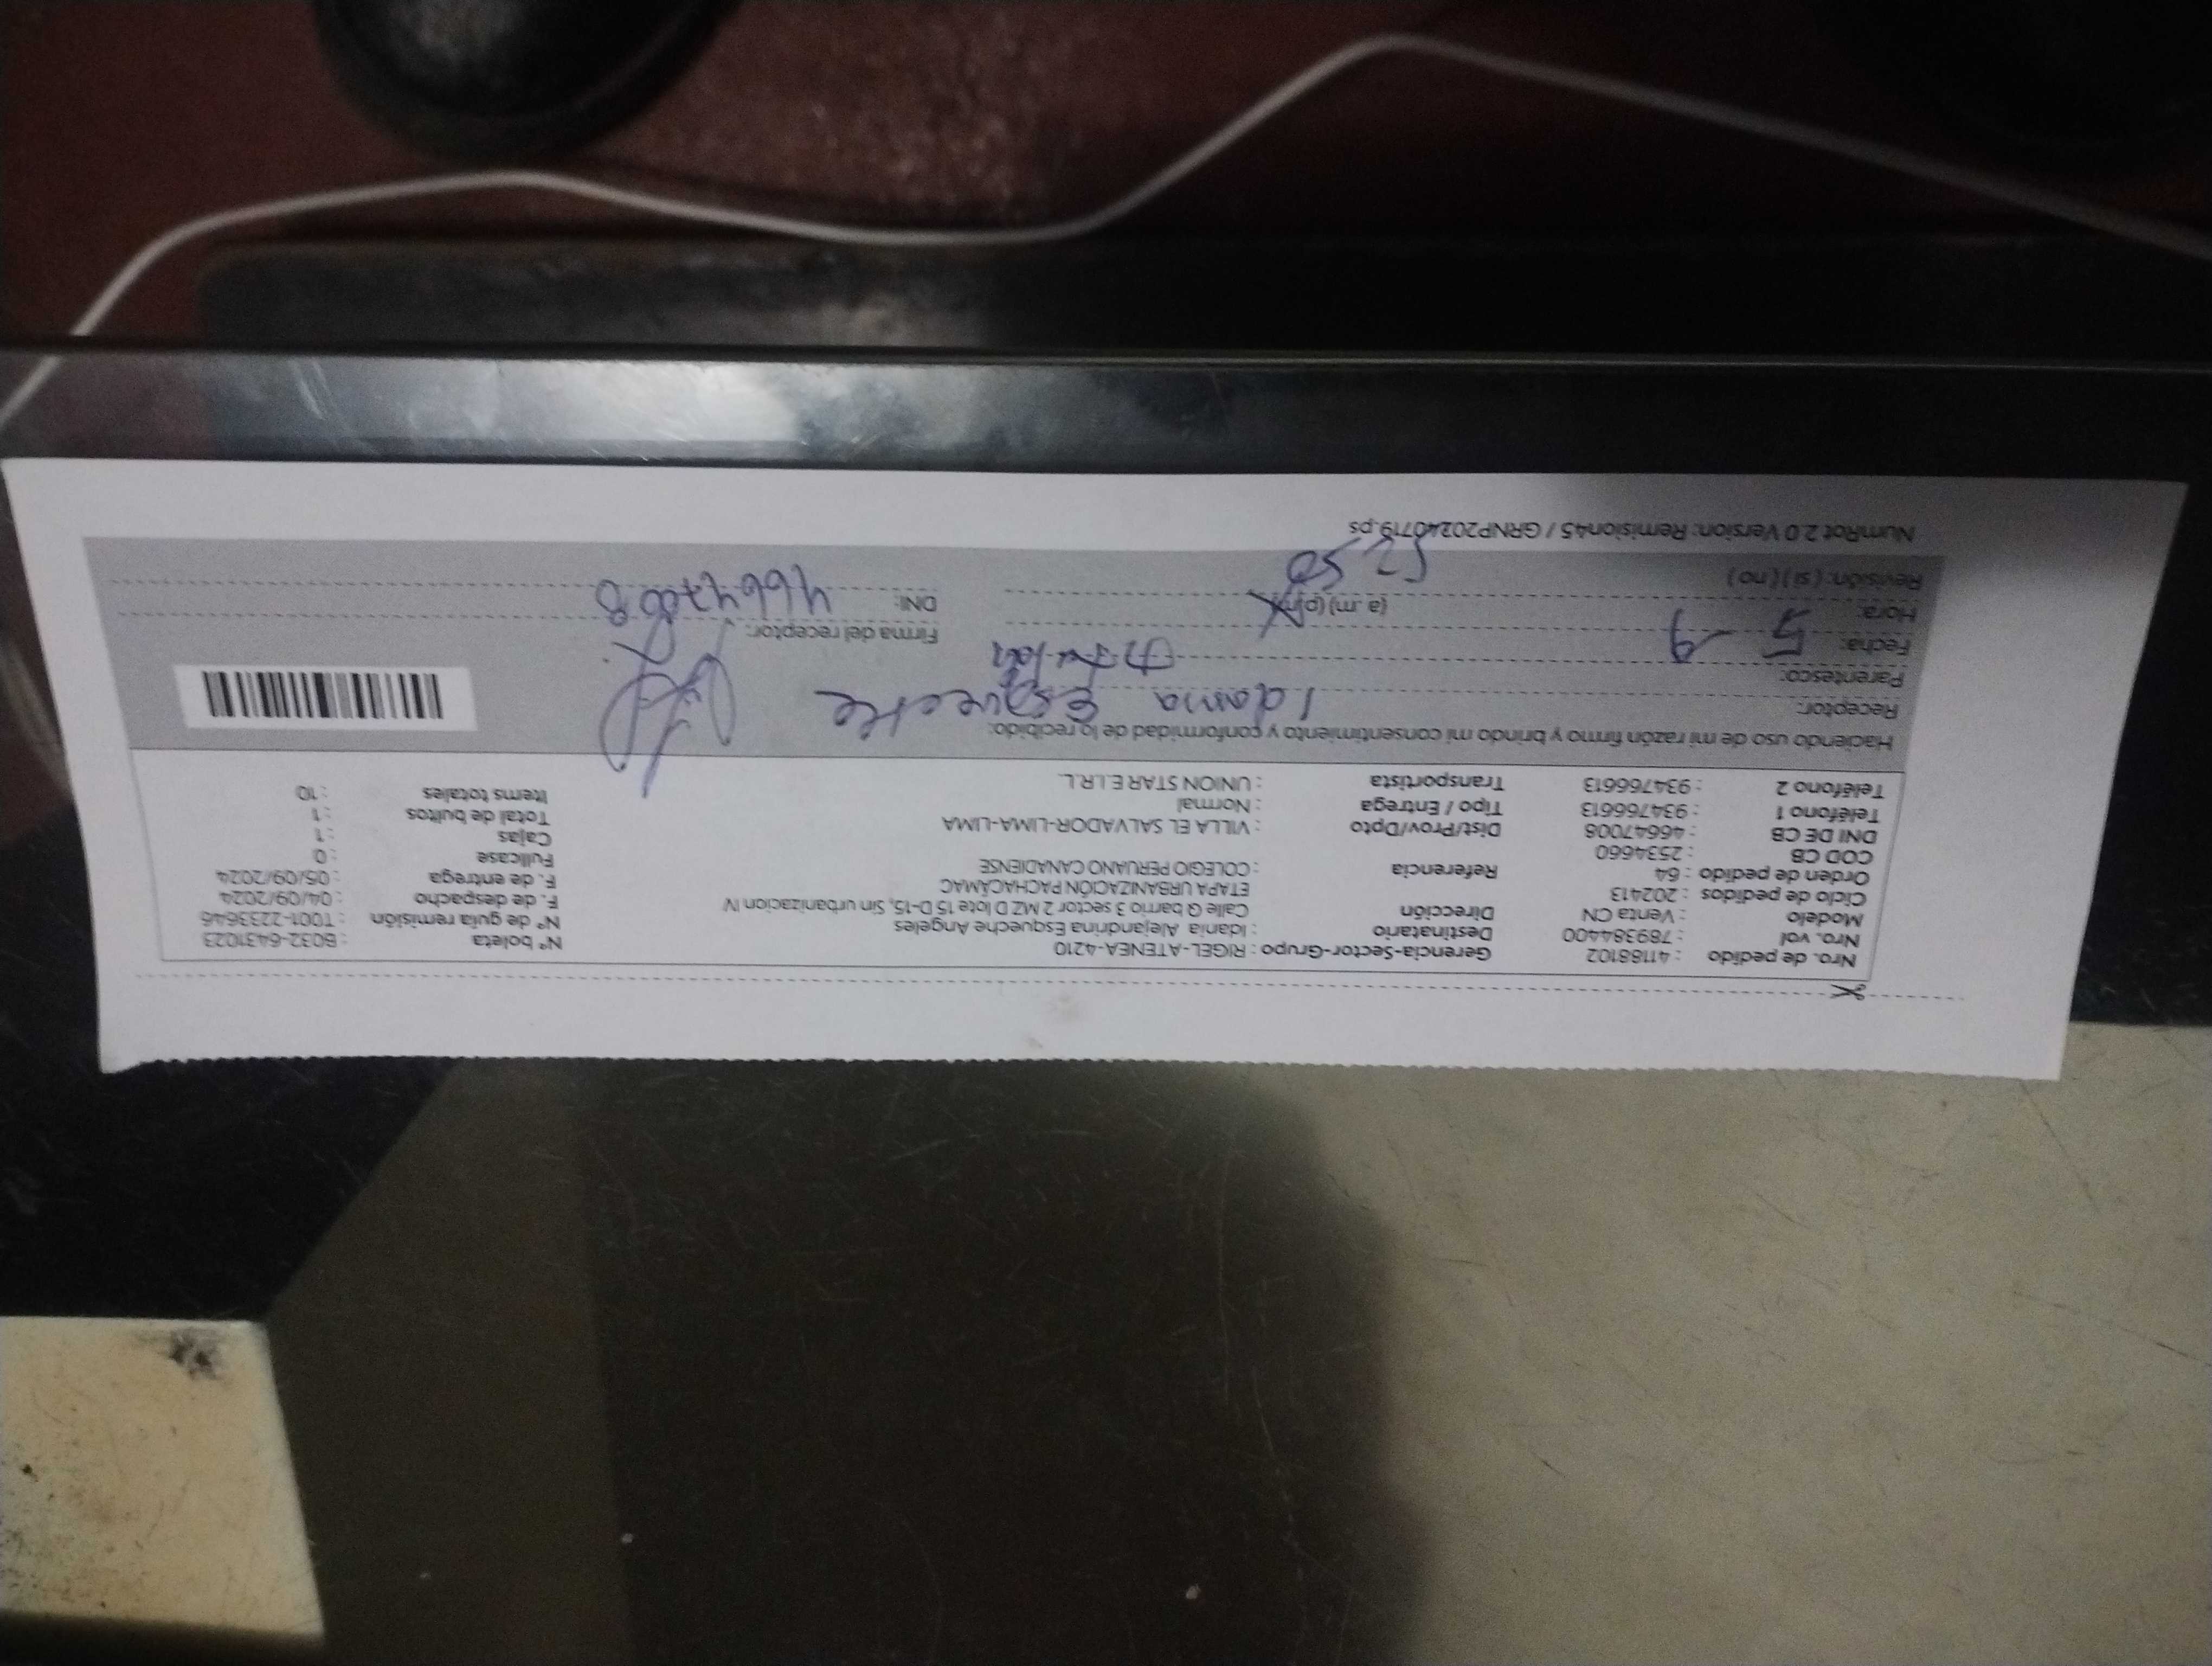 Nro. de pedido : 41188102 Gerencia-Sector-Grupo : RIGEL-ATENEA-4210 Nº boleta : B032-6431023
Nro. vol : 789384400 Destinatario : Idania Alejandrina Esqueche Angeles Nº de guía remisión : T001-2233646
Modelo : Venta CN Dirección Calle Q barrio 3 sector 2 MZ D lote 15 D-15, Sin urbanizacion IV F. de despacho : 04/09/2024
Ciclo de pedidos : 202413 ETAPA URBANIZACIÓN PACHACÁMAC F. de entrega : 05/09/2024
Orden de pedido : 64 Referencia : COLEGIO PERUANO CANADIENSE Fullcase : 0
COD CB : 2534660 Cajas : 1
DNI DE CB : 46647008 Dist/Prov/Dpto : VILLA EL SALVADOR-LIMA-LIMA Total de bultos : 1
Teléfono 1 : 934766613 Tipo / Entrega : Normal Items totales : 10
Teléfono 2 : 934766613 Transportista : UNION STAR E.I.R.L.
Haciendo uso de mi razón firmo y brindo mi consentimiento y conformidad de lo recibido:
Receptor: Idania Esqueche
Parentesco: titular
Fecha: 5-9 Firma del receptor:
Hora: (a.m)(p.m) DNI: 46647008
Revisión: ( si ) ( no )
NumRot 2.0 Version: Remision45 / GRNP20240719.ps